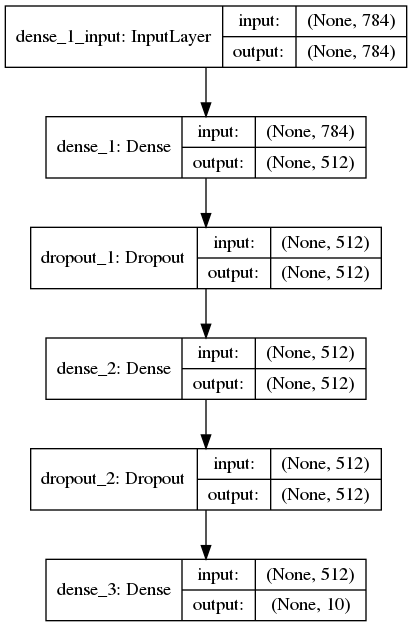 dense_1_input: InputLayer
input: (None, 784)
output: (None, 784)
dense_1: Dense
input: (None, 784)
output: (None, 512)
dropout_1: Dropout
input: (None, 512)
output: (None, 512)
dense_2: Dense
input: (None, 512)
output: (None, 512)
dropout_2: Dropout
input: (None, 512)
output: (None, 512)
dense_3: Dense
input: (None, 512)
output: (None, 10)